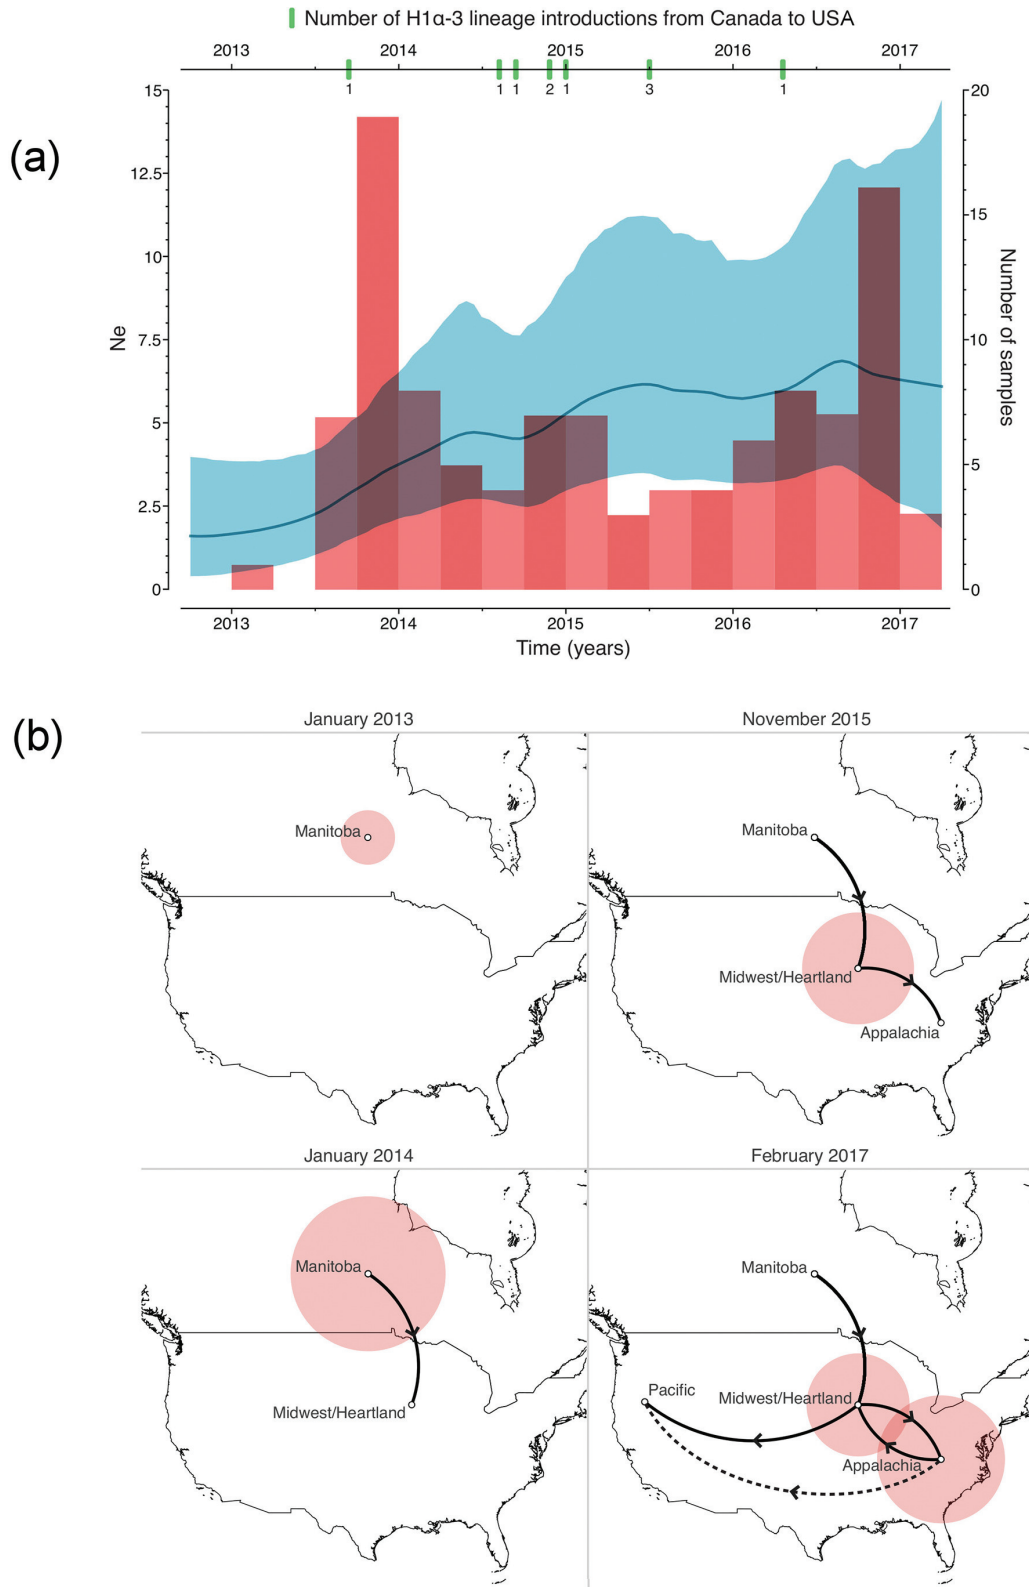 Number of H1α-3 lineage introductions from Canada to USA
2013 2014 2015 2016 2017
1 1 1 2 1 3 1
(a)
15 20
12.5
15
10
Ne
Number of samples
7.5 10
5
5
2.5
0 0
2013 2014 2015 2016 2017
Time (years)
(b)
January 2013
Manitoba
November 2015
Manitoba
Midwest/Heartland
Appalachia
January 2014
Manitoba
Midwest/Heartland
February 2017
Manitoba
Pacific
Midwest/Heartland
Appalachia